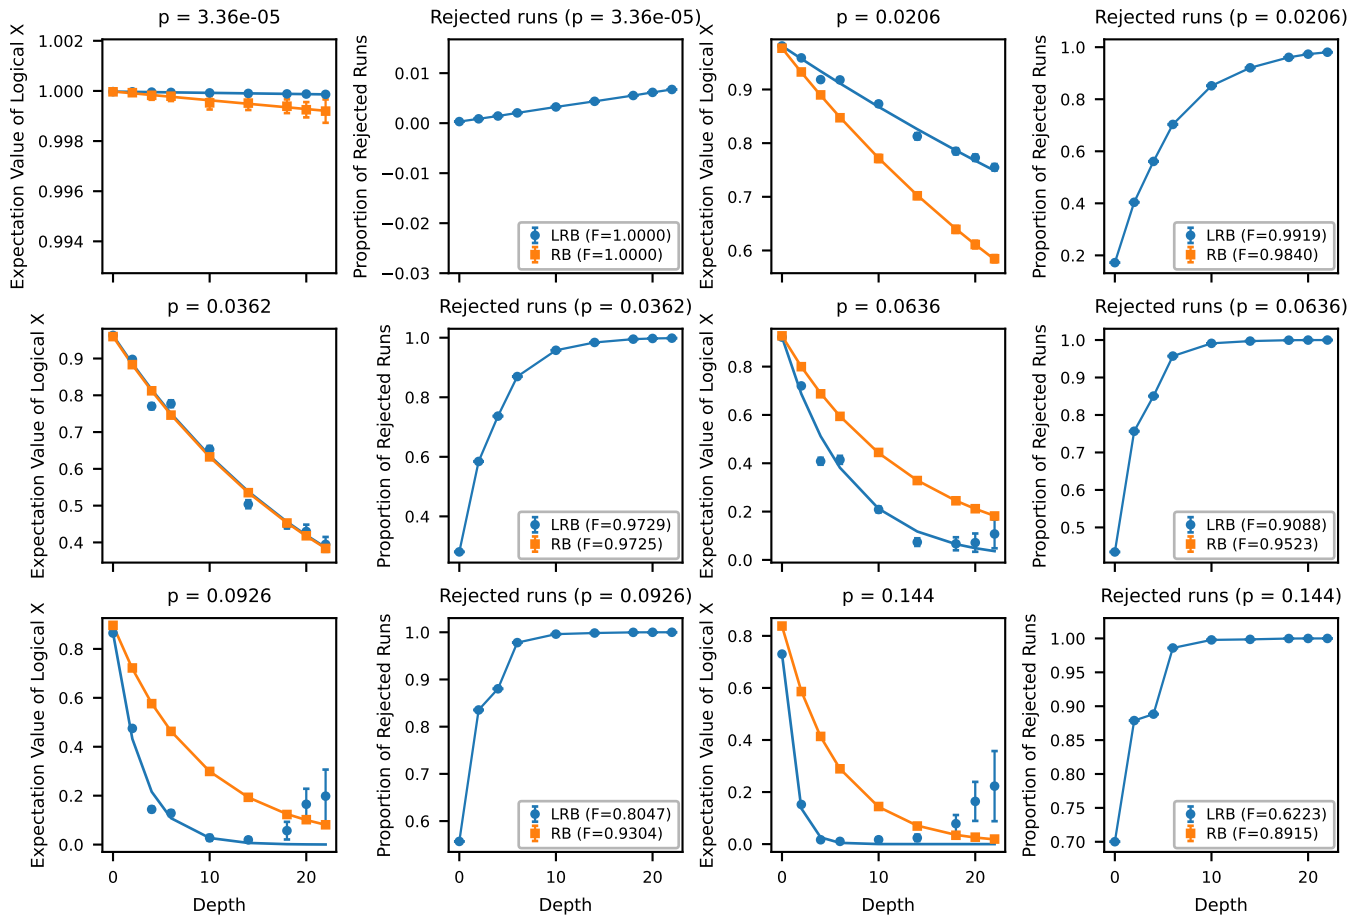 p = 3.36e-05
Expectation Value of Logical X
1.002
1.000
0.998
0.996
0.994
Rejected runs (p = 3.36e-05)
Proportion of Rejected Runs
0.01
0.00
−0.01
−0.02
−0.03
LRB (F=1.0000)
RB (F=1.0000)
p = 0.0206
Expectation Value of Logical X
0.9
0.8
0.7
0.6
Rejected runs (p = 0.0206)
Proportion of Rejected Runs
1.0
0.8
0.6
0.4
0.2
LRB (F=0.9919)
RB (F=0.9840)
p = 0.0362
Expectation Value of Logical X
0.9
0.8
0.7
0.6
0.5
0.4
Rejected runs (p = 0.0362)
Proportion of Rejected Runs
1.0
0.8
0.6
0.4
LRB (F=0.9729)
RB (F=0.9725)
p = 0.0636
Expectation Value of Logical X
0.8
0.6
0.4
0.2
0.0
Rejected runs (p = 0.0636)
Proportion of Rejected Runs
1.0
0.9
0.8
0.7
0.6
0.5
LRB (F=0.9088)
RB (F=0.9523)
p = 0.0926
Expectation Value of Logical X
0.8
0.6
0.4
0.2
0.0
0 10 20
Depth
Rejected runs (p = 0.0926)
Proportion of Rejected Runs
1.0
0.9
0.8
0.7
0.6
LRB (F=0.8047)
RB (F=0.9304)
0 10 20
Depth
p = 0.144
Expectation Value of Logical X
0.8
0.6
0.4
0.2
0.0
0 10 20
Depth
Rejected runs (p = 0.144)
Proportion of Rejected Runs
1.00
0.95
0.90
0.85
0.80
0.75
0.70
LRB (F=0.6223)
RB (F=0.8915)
0 10 20
Depth